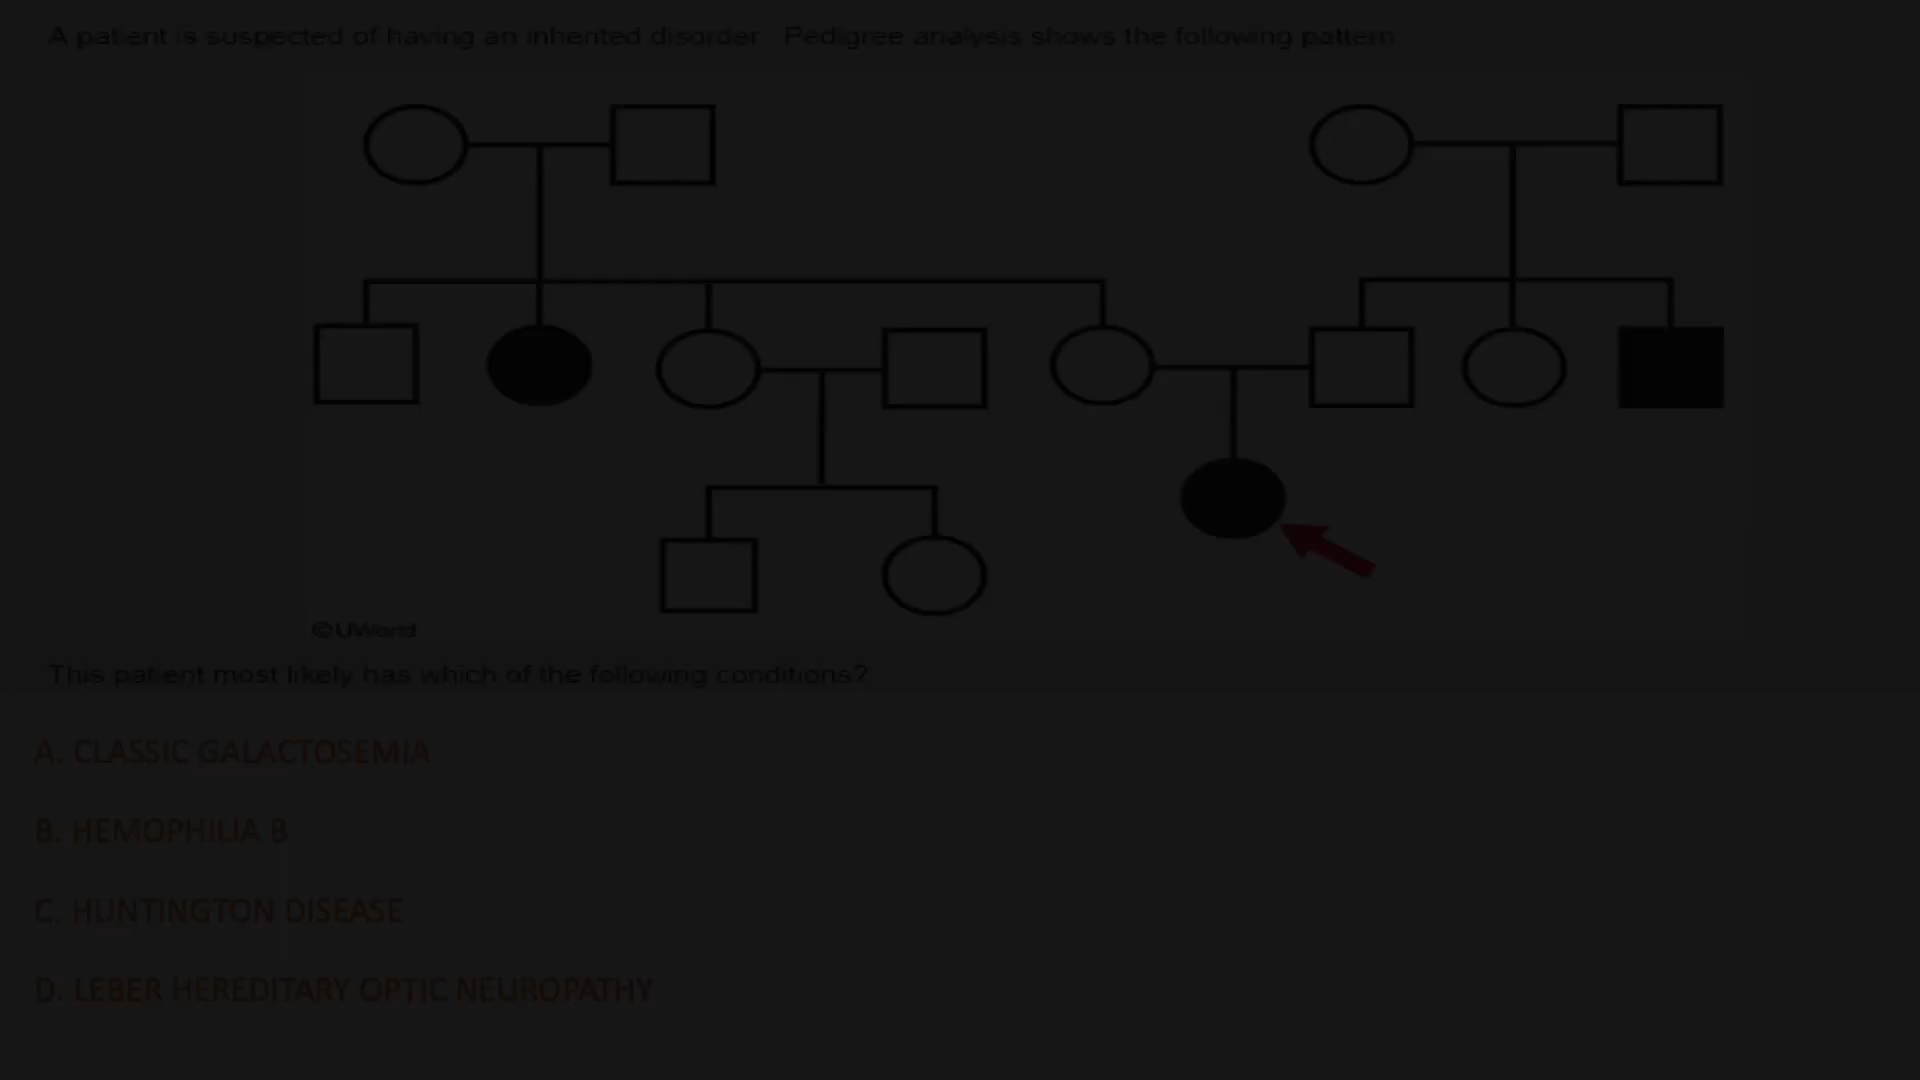 A patient is suspected of having an inherited disorder. Pedigree analysis shows the following pattern
©UWorld
This patient most likely has which of the following conditions?
A. CLASSIC GALACTOSEMIA
B. HEMOPHILIA B
C. HUNTINGTON DISEASE
D. LEBER HEREDITARY OPTIC NEUROPATHY